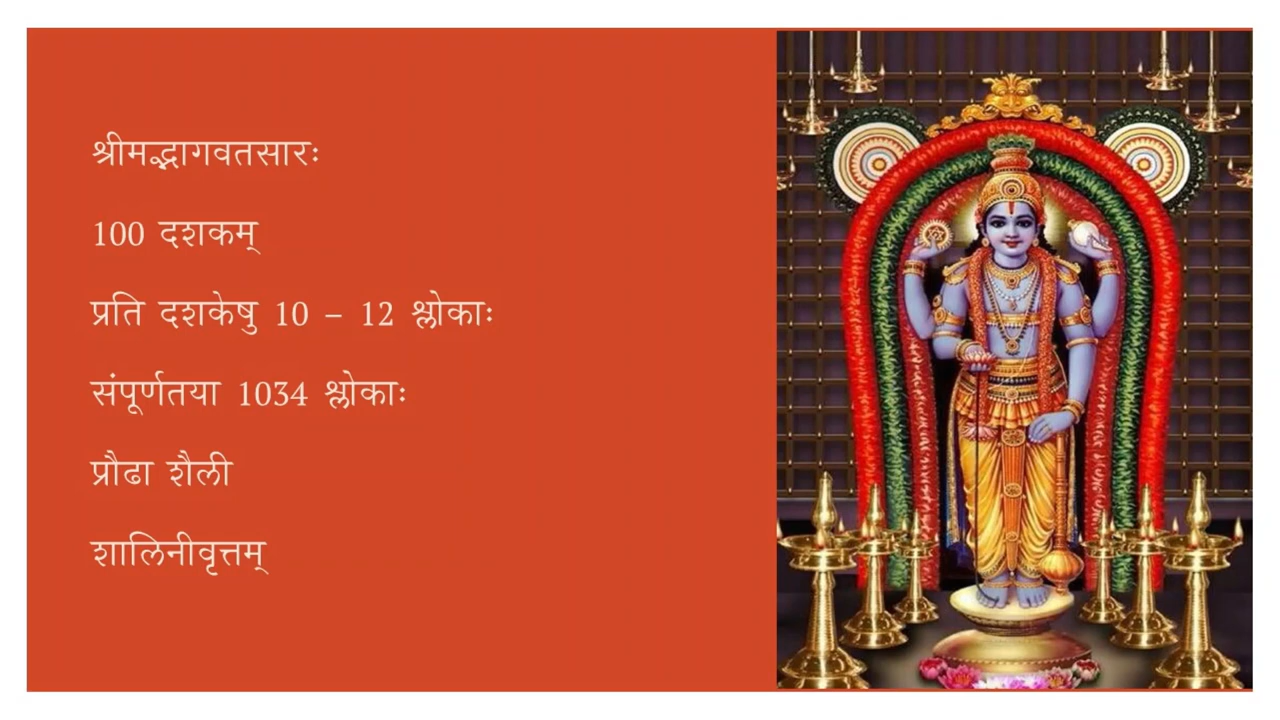 श्रीमद्भागवतसारः
100 दशकम्
प्रति दशकेषु 10 – 12 श्लोकाः
संपूर्णतया 1034 श्लोकाः
प्रौढा शैली
शालिनीवृत्तम्